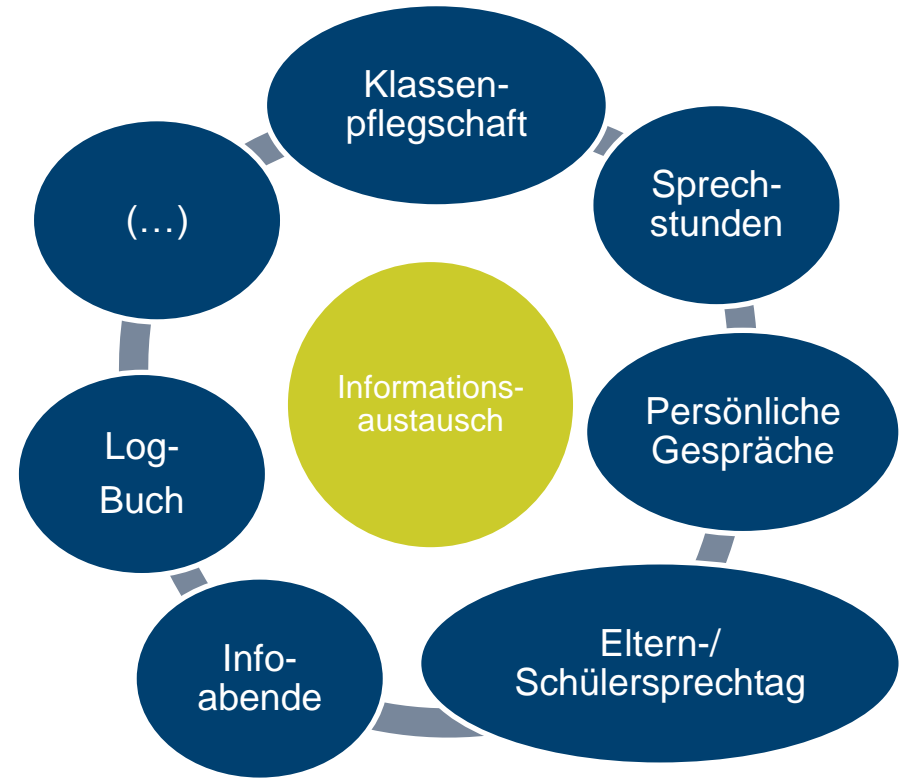 Klassen-
pflegschaft
Sprech-
stunden
(…)
Informations-
austausch
Persönliche
Gespräche
Log-
Buch
Eltern-/
Schülersprechtag
Info-
abende